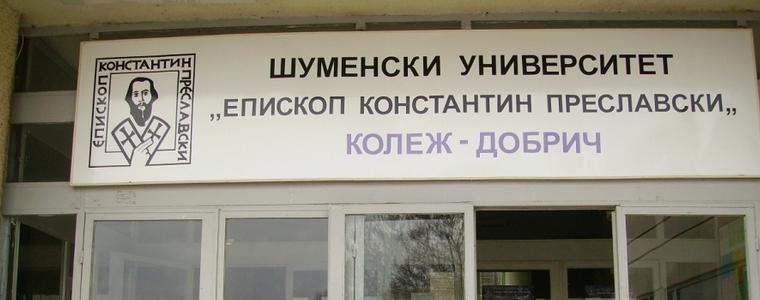 ЕПИСКОП
КОНСТАНТИН
ПРЕСЛАВСКИ
ШУМЕНСКИ УНИВЕРСИТЕТ
„ЕПИСКОП КОНСТАНТИН ПРЕСЛАВСКИ„
КОЛЕЖ - ДОБРИЧ